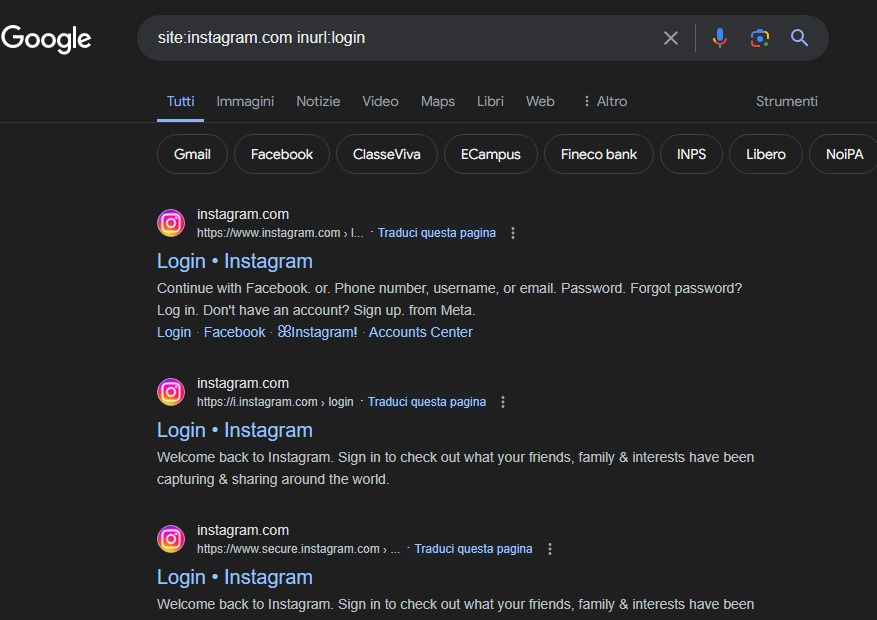 Google
site:instagram.com inurl:login
Tutti Immagini Notizie Video Maps Libri Web Altro Strumenti
Gmail Facebook ClasseViva ECampus Fineco bank INPS Libero NoiPA
instagram.com
https://www.instagram.com › l... · Traduci questa pagina
Login • Instagram
Continue with Facebook. or. Phone number, username, or email. Password. Forgot password?
Log in. Don't have an account? Sign up. from Meta.
Login · Facebook · ꕤInstagram! · Accounts Center
instagram.com
https://i.instagram.com › login · Traduci questa pagina
Login • Instagram
Welcome back to Instagram. Sign in to check out what your friends, family & interests have been
capturing & sharing around the world.
instagram.com
https://www.secure.instagram.com › ... · Traduci questa pagina
Login • Instagram
Welcome back to Instagram. Sign in to check out what your friends, family & interests have been